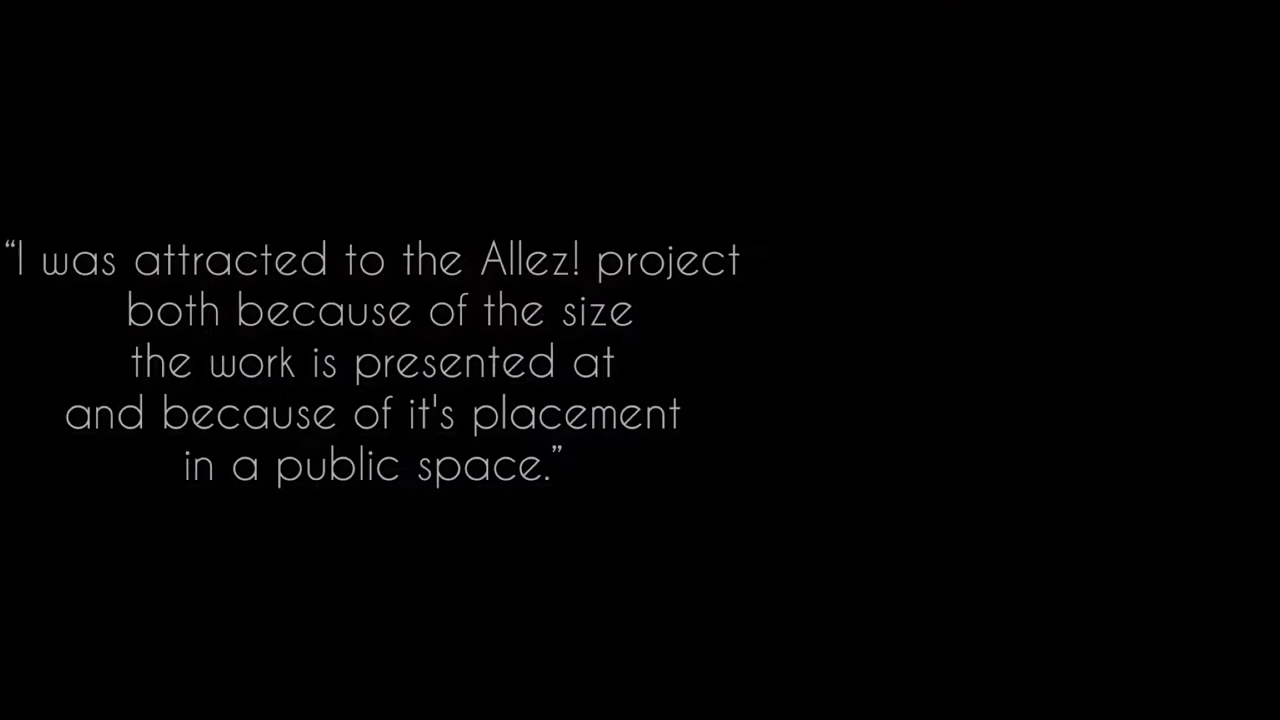 “I was attracted to the Allez! project
both because of the size
the work is presented at
and because of it's placement
in a public space.”